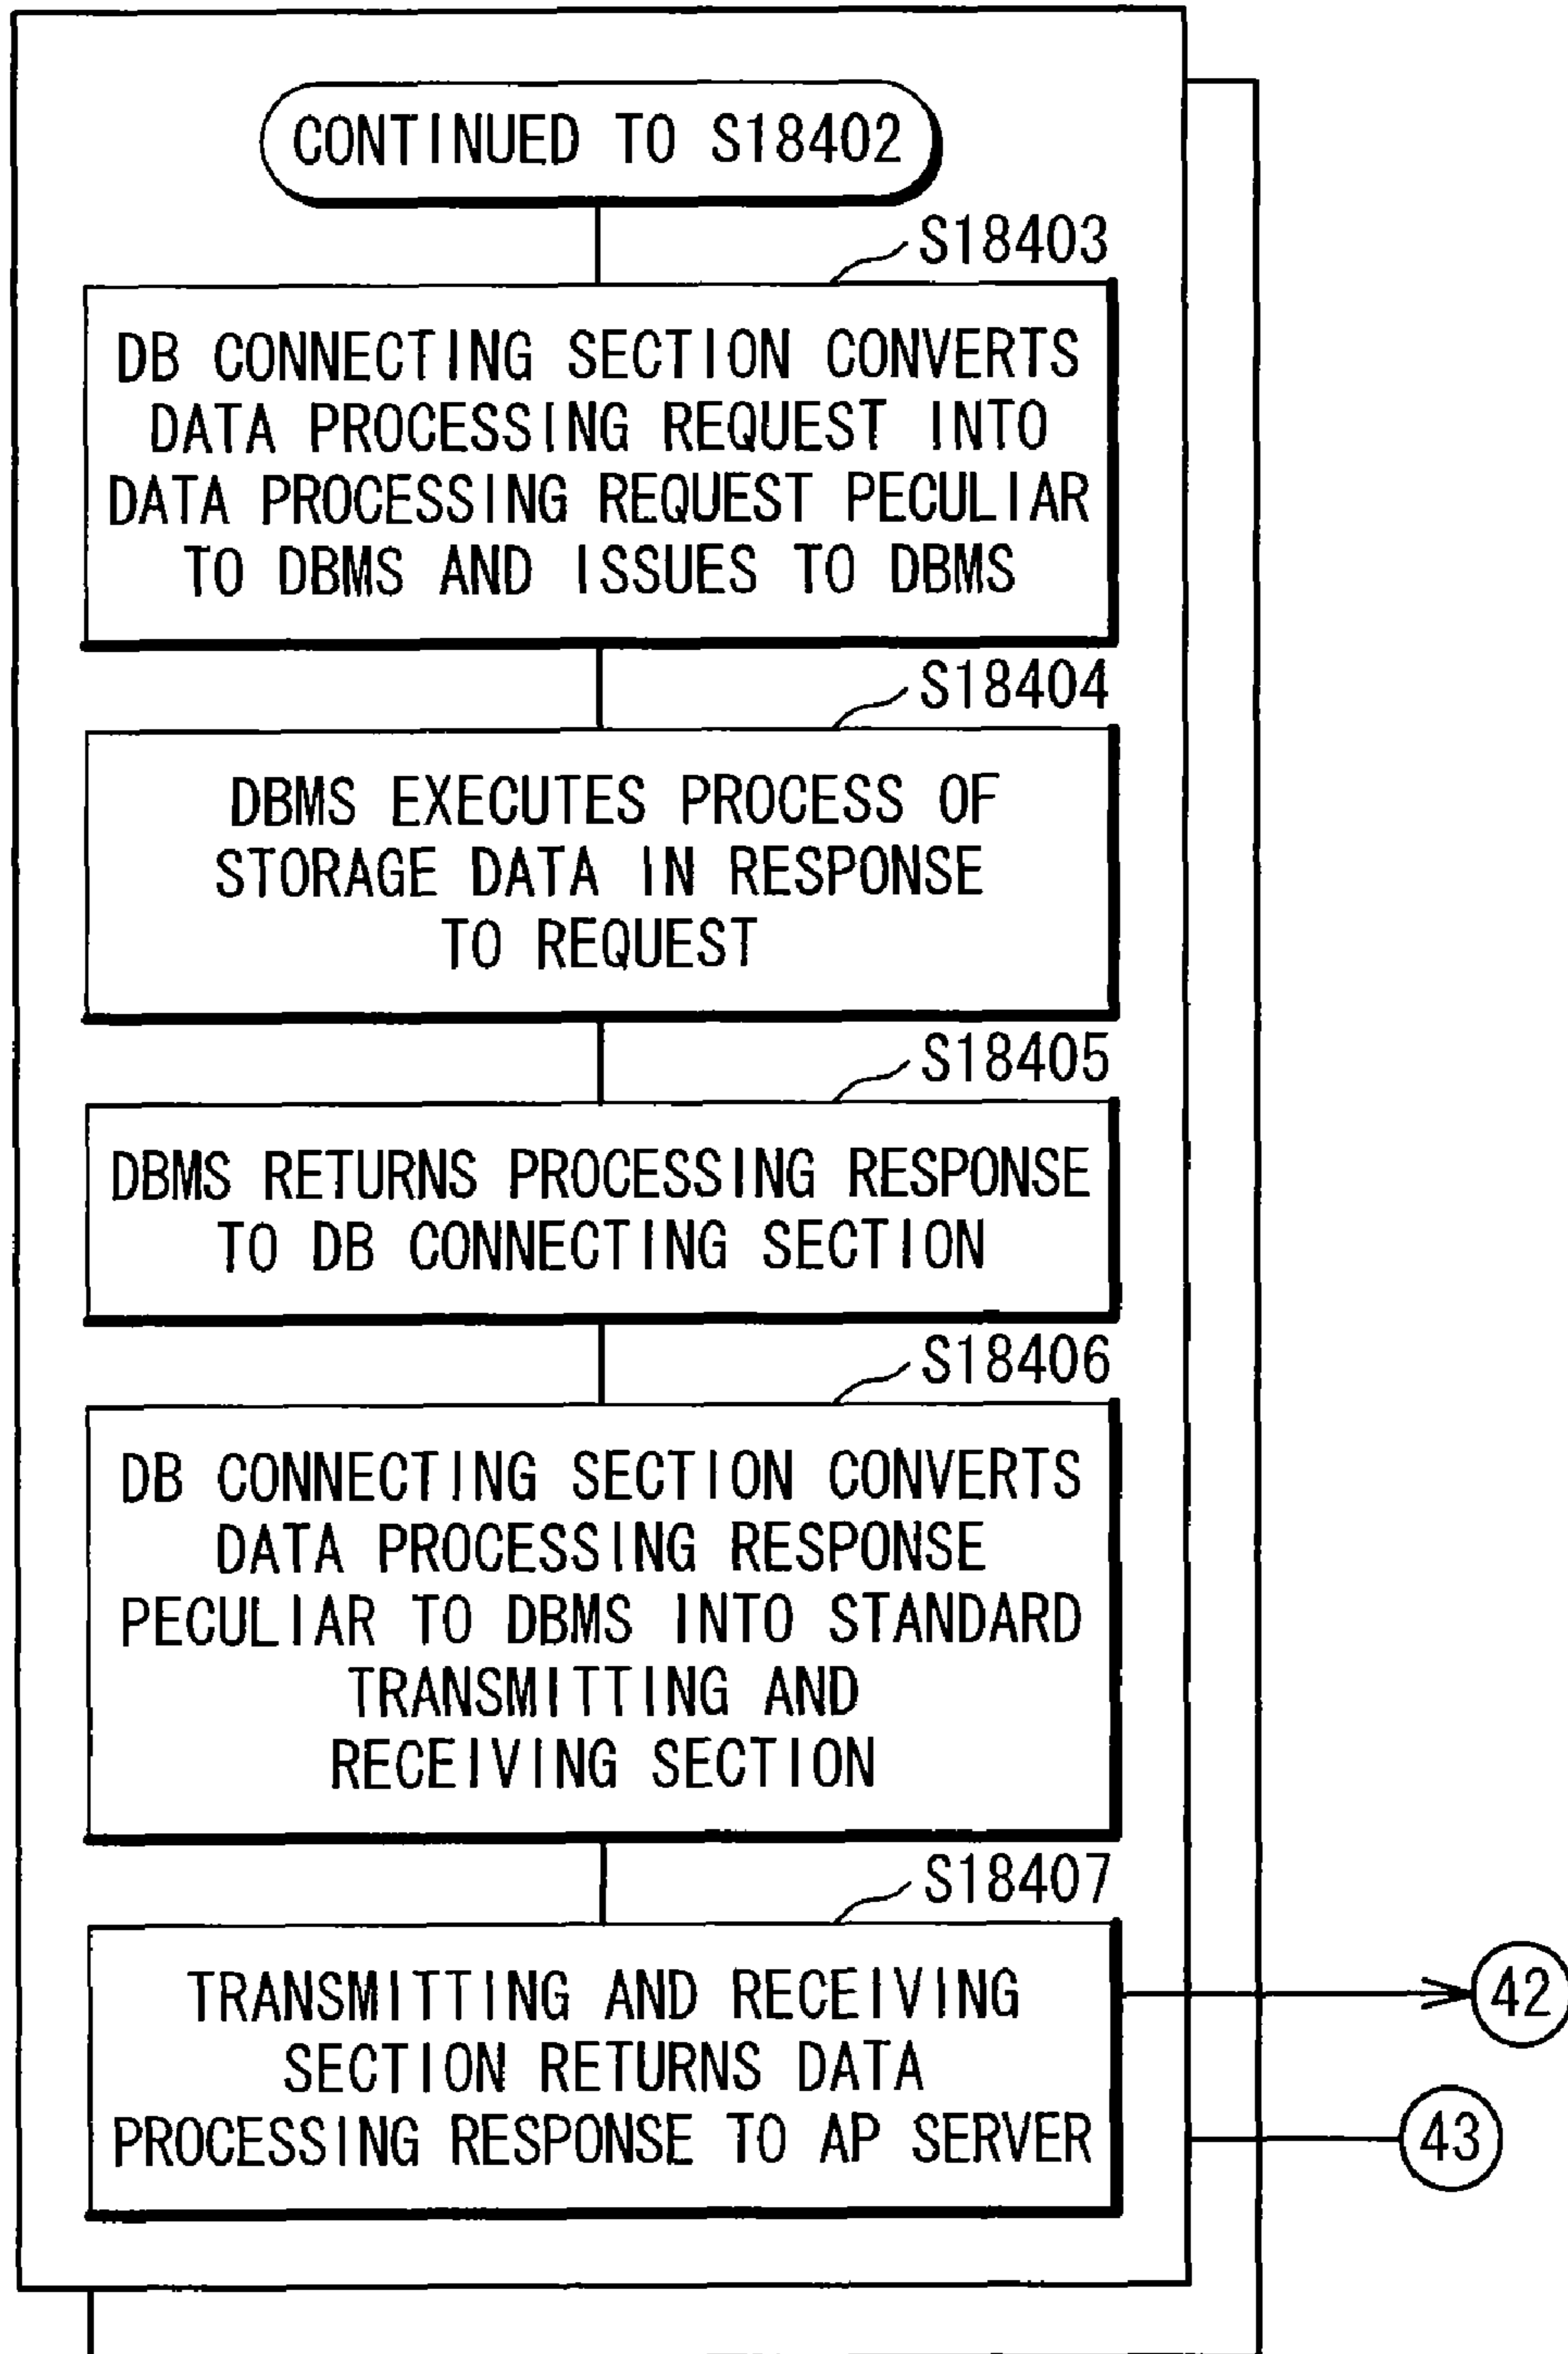 CONTINUED TO S18402
S18403
DB CONNECTING SECTION CONVERTS
DATA PROCESSING REQUEST INTO
DATA PROCESSING REQUEST PECULIAR
TO DBMS AND ISSUES TO DBMS
S18404
DBMS EXECUTES PROCESS OF
STORAGE DATA IN RESPONSE
TO REQUEST
S18405
DBMS RETURNS PROCESSING RESPONSE
TO DB CONNECTING SECTION
S18406
DB CONNECTING SECTION CONVERTS
DATA PROCESSING RESPONSE
PECULIAR TO DBMS INTO STANDARD
TRANSMITTING AND
RECEIVING SECTION
S18407
TRANSMITTING AND RECEIVING
SECTION RETURNS DATA
PROCESSING RESPONSE TO AP SERVER
42
43